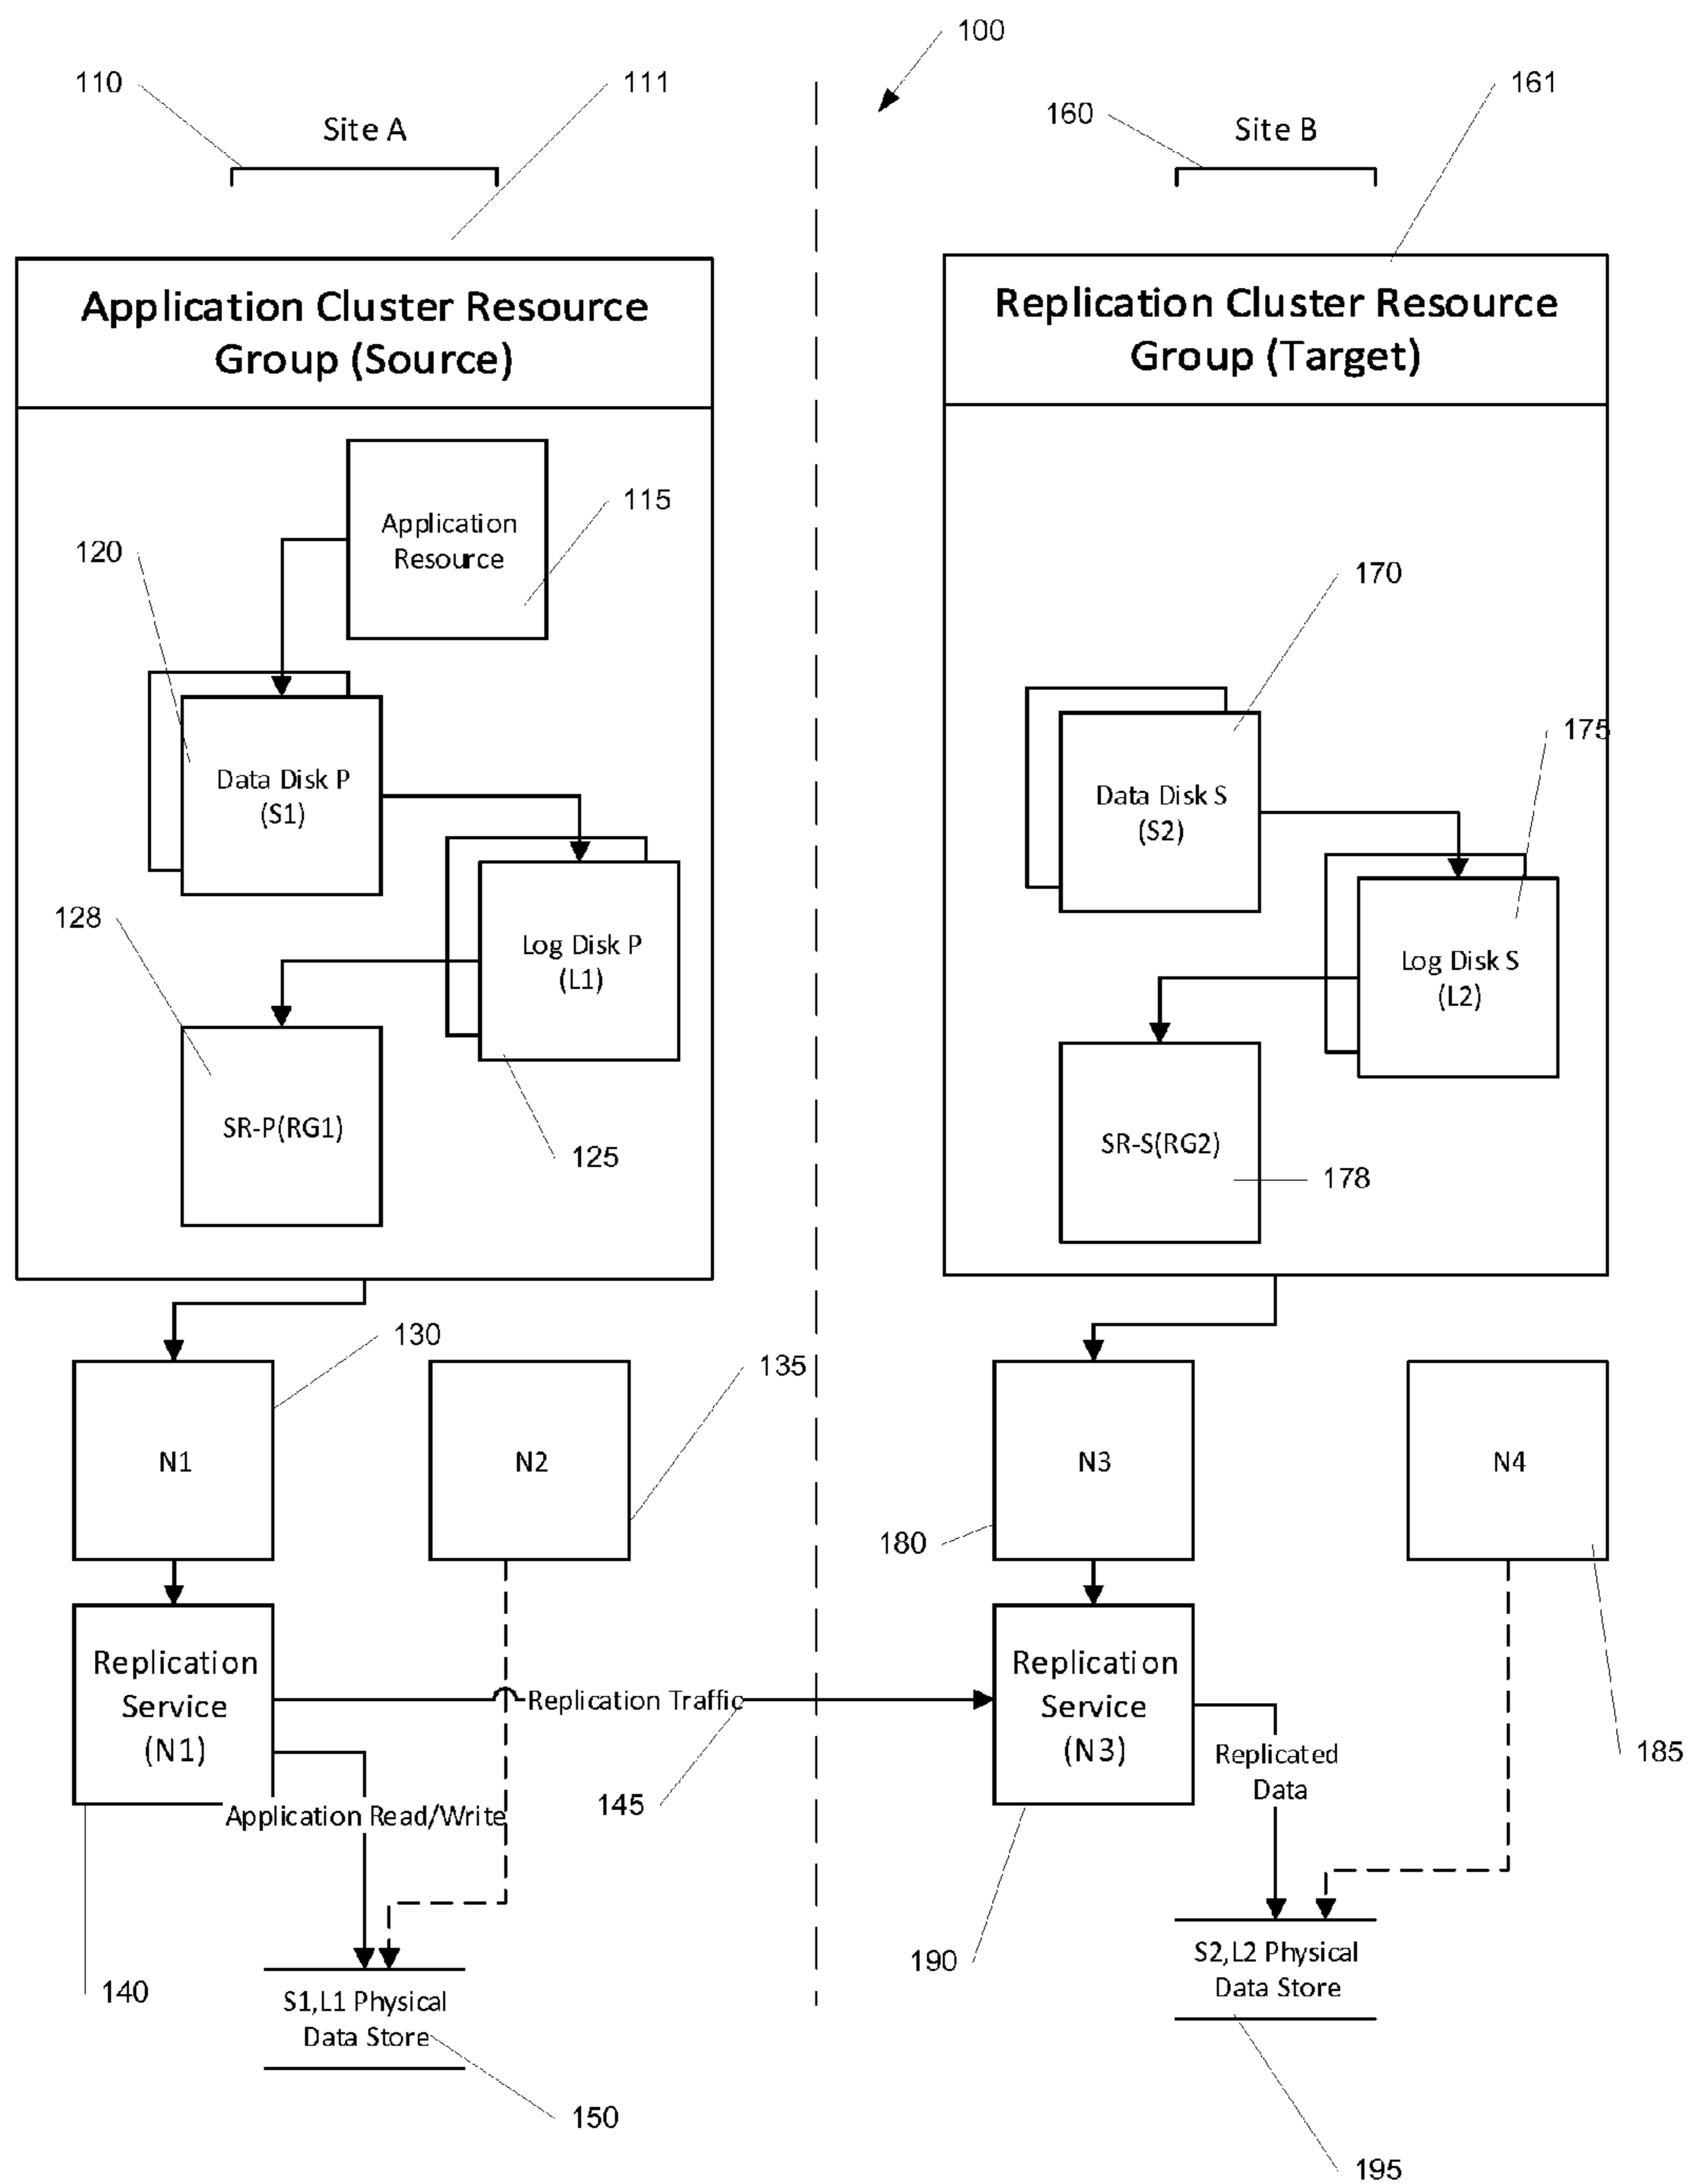 100
110
111
160
161
Site A
Site B
Application Cluster Resource
Group (Source)
Replication Cluster Resource
Group (Target)
Application
Resource
115
120
170
175
Data Disk P
(S1)
Data Disk S
(S2)
128
Log Disk P
(L1)
Log Disk S
(L2)
SR-P(RG1)
125
SR-S(RG2)
178
130
135
N1
N2
N3
N4
180
Replication
Service
(N1)
Replication Traffic
Replication
Service
(N3)
Replicated
Data
185
Application Read/Write
145
190
140
S1,L1 Physical
Data Store
S2,L2 Physical
Data Store
150
195